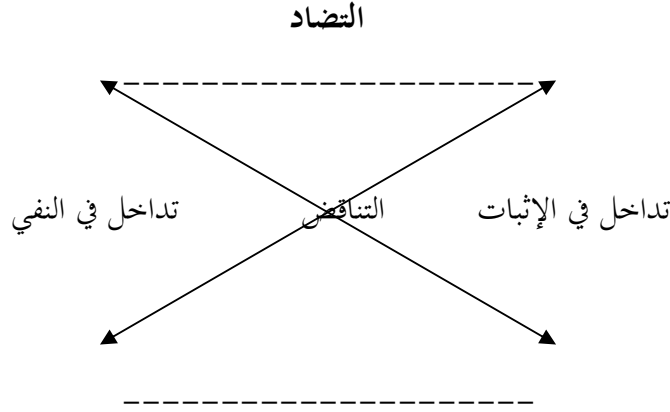 التضاد
تداخل في الإثبات
التناقض
تداخل في النفي